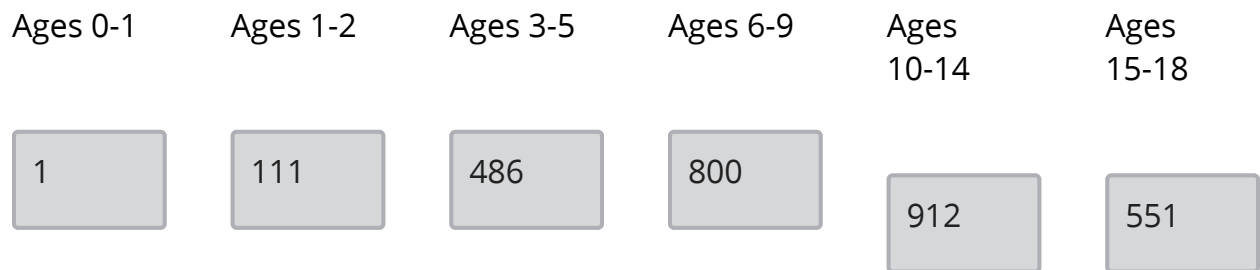 Ages 0-1
Ages 1-2
Ages 3-5
Ages 6-9
Ages
10-14
Ages
15-18
1
111
486
800
912
551